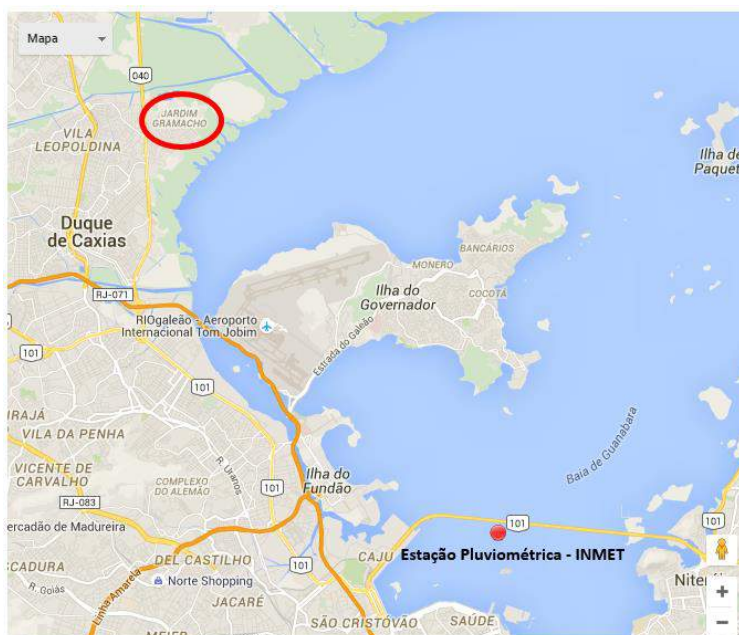 Mapa
040
JARDIM
GRAMACHO
VILA
LEOPOLDINA
Ilha de
Paquet
Duque
de Caxias
BANCÁRIOS
MONERO
Ilha do
Governador
COCOTÁ
RJ-071
RIOgaleão - Aeroporto
Internacional Tom Jobim
Estrada do Galeão
101
101
IRAJÁ
VILA DA PENHA
R. Uranos
Baia de Guanabara
VICENTE DE
CARVALHO
COMPLEXO
DO ALEMÃO
101
Ilha do
Fundão
RJ-083
101
101
ercadão de Madureira
Estação Pluviométrica - INMET
CAJU
CADURA
DEL CASTILHO
101
Niter
R. Goiás
Linha Amarela
Norte Shopping
JACARÉ
+
SÃO CRISTÓVÃO
SAÚDE
MEIER
−